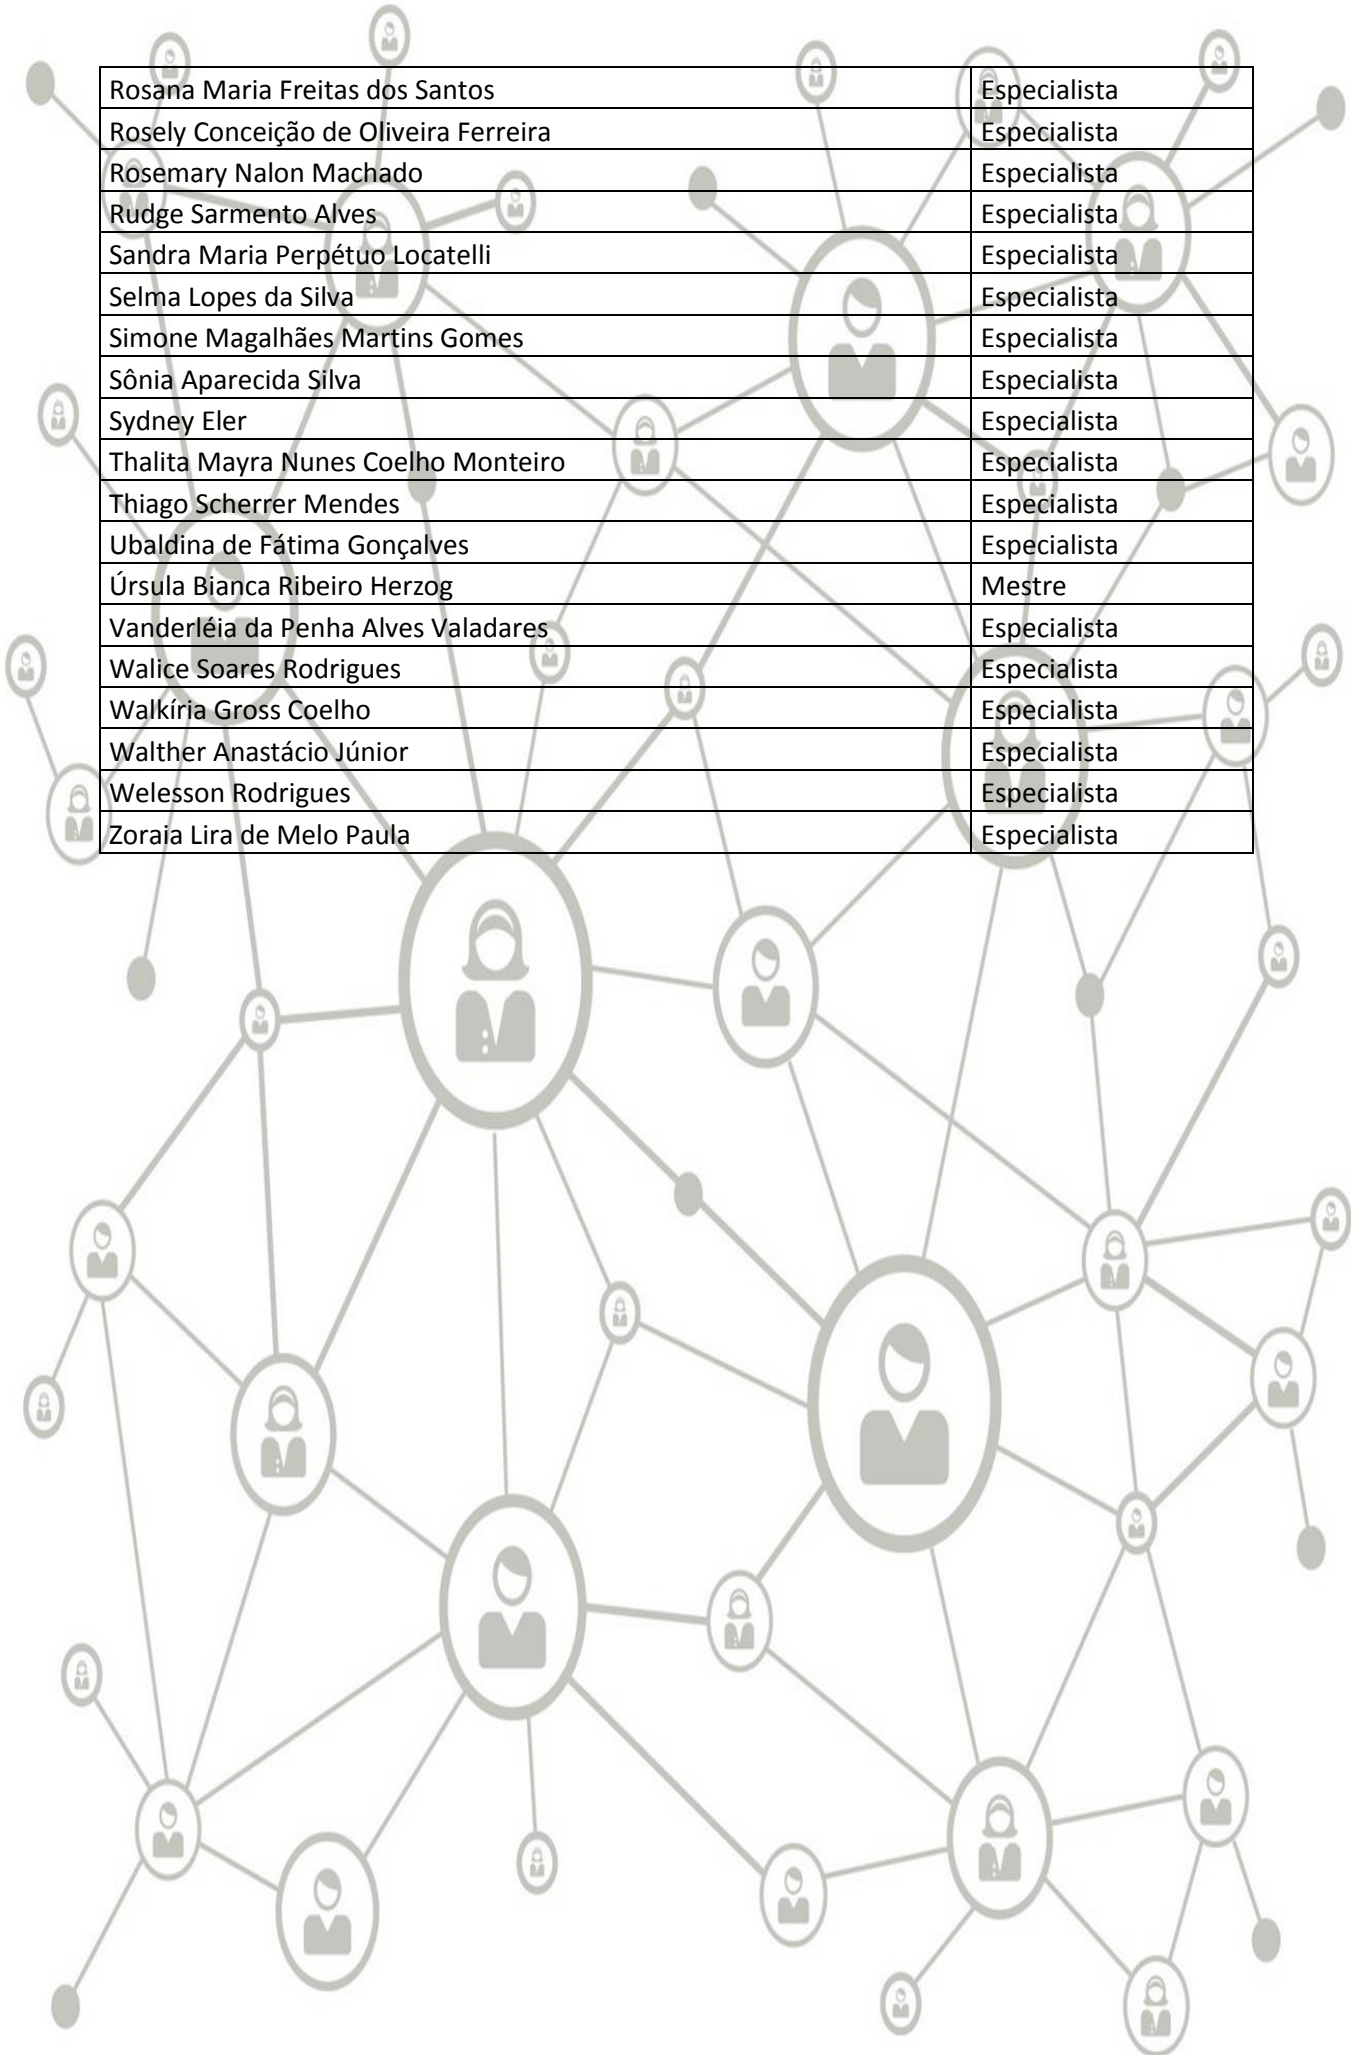 Rosana Maria Freitas dos Santos Especialista
Rosely Conceição de Oliveira Ferreira Especialista
Rosemary Nalon Machado Especialista
Rudge Sarmento Alves Especialista
Sandra Maria Perpétuo Locatelli Especialista
Selma Lopes da Silva Especialista
Simone Magalhães Martins Gomes Especialista
Sônia Aparecida Silva Especialista
Sydney Eler Especialista
Thalita Mayra Nunes Coelho Monteiro Especialista
Thiago Scherrer Mendes Especialista
Ubaldina de Fátima Gonçalves Especialista
Úrsula Bianca Ribeiro Herzog Mestre
Vanderléia da Penha Alves Valadares Especialista
Walice Soares Rodrigues Especialista
Walkíria Gross Coelho Especialista
Walther Anastácio Júnior Especialista
Welesson Rodrigues Especialista
Zoraia Lira de Melo Paula Especialista